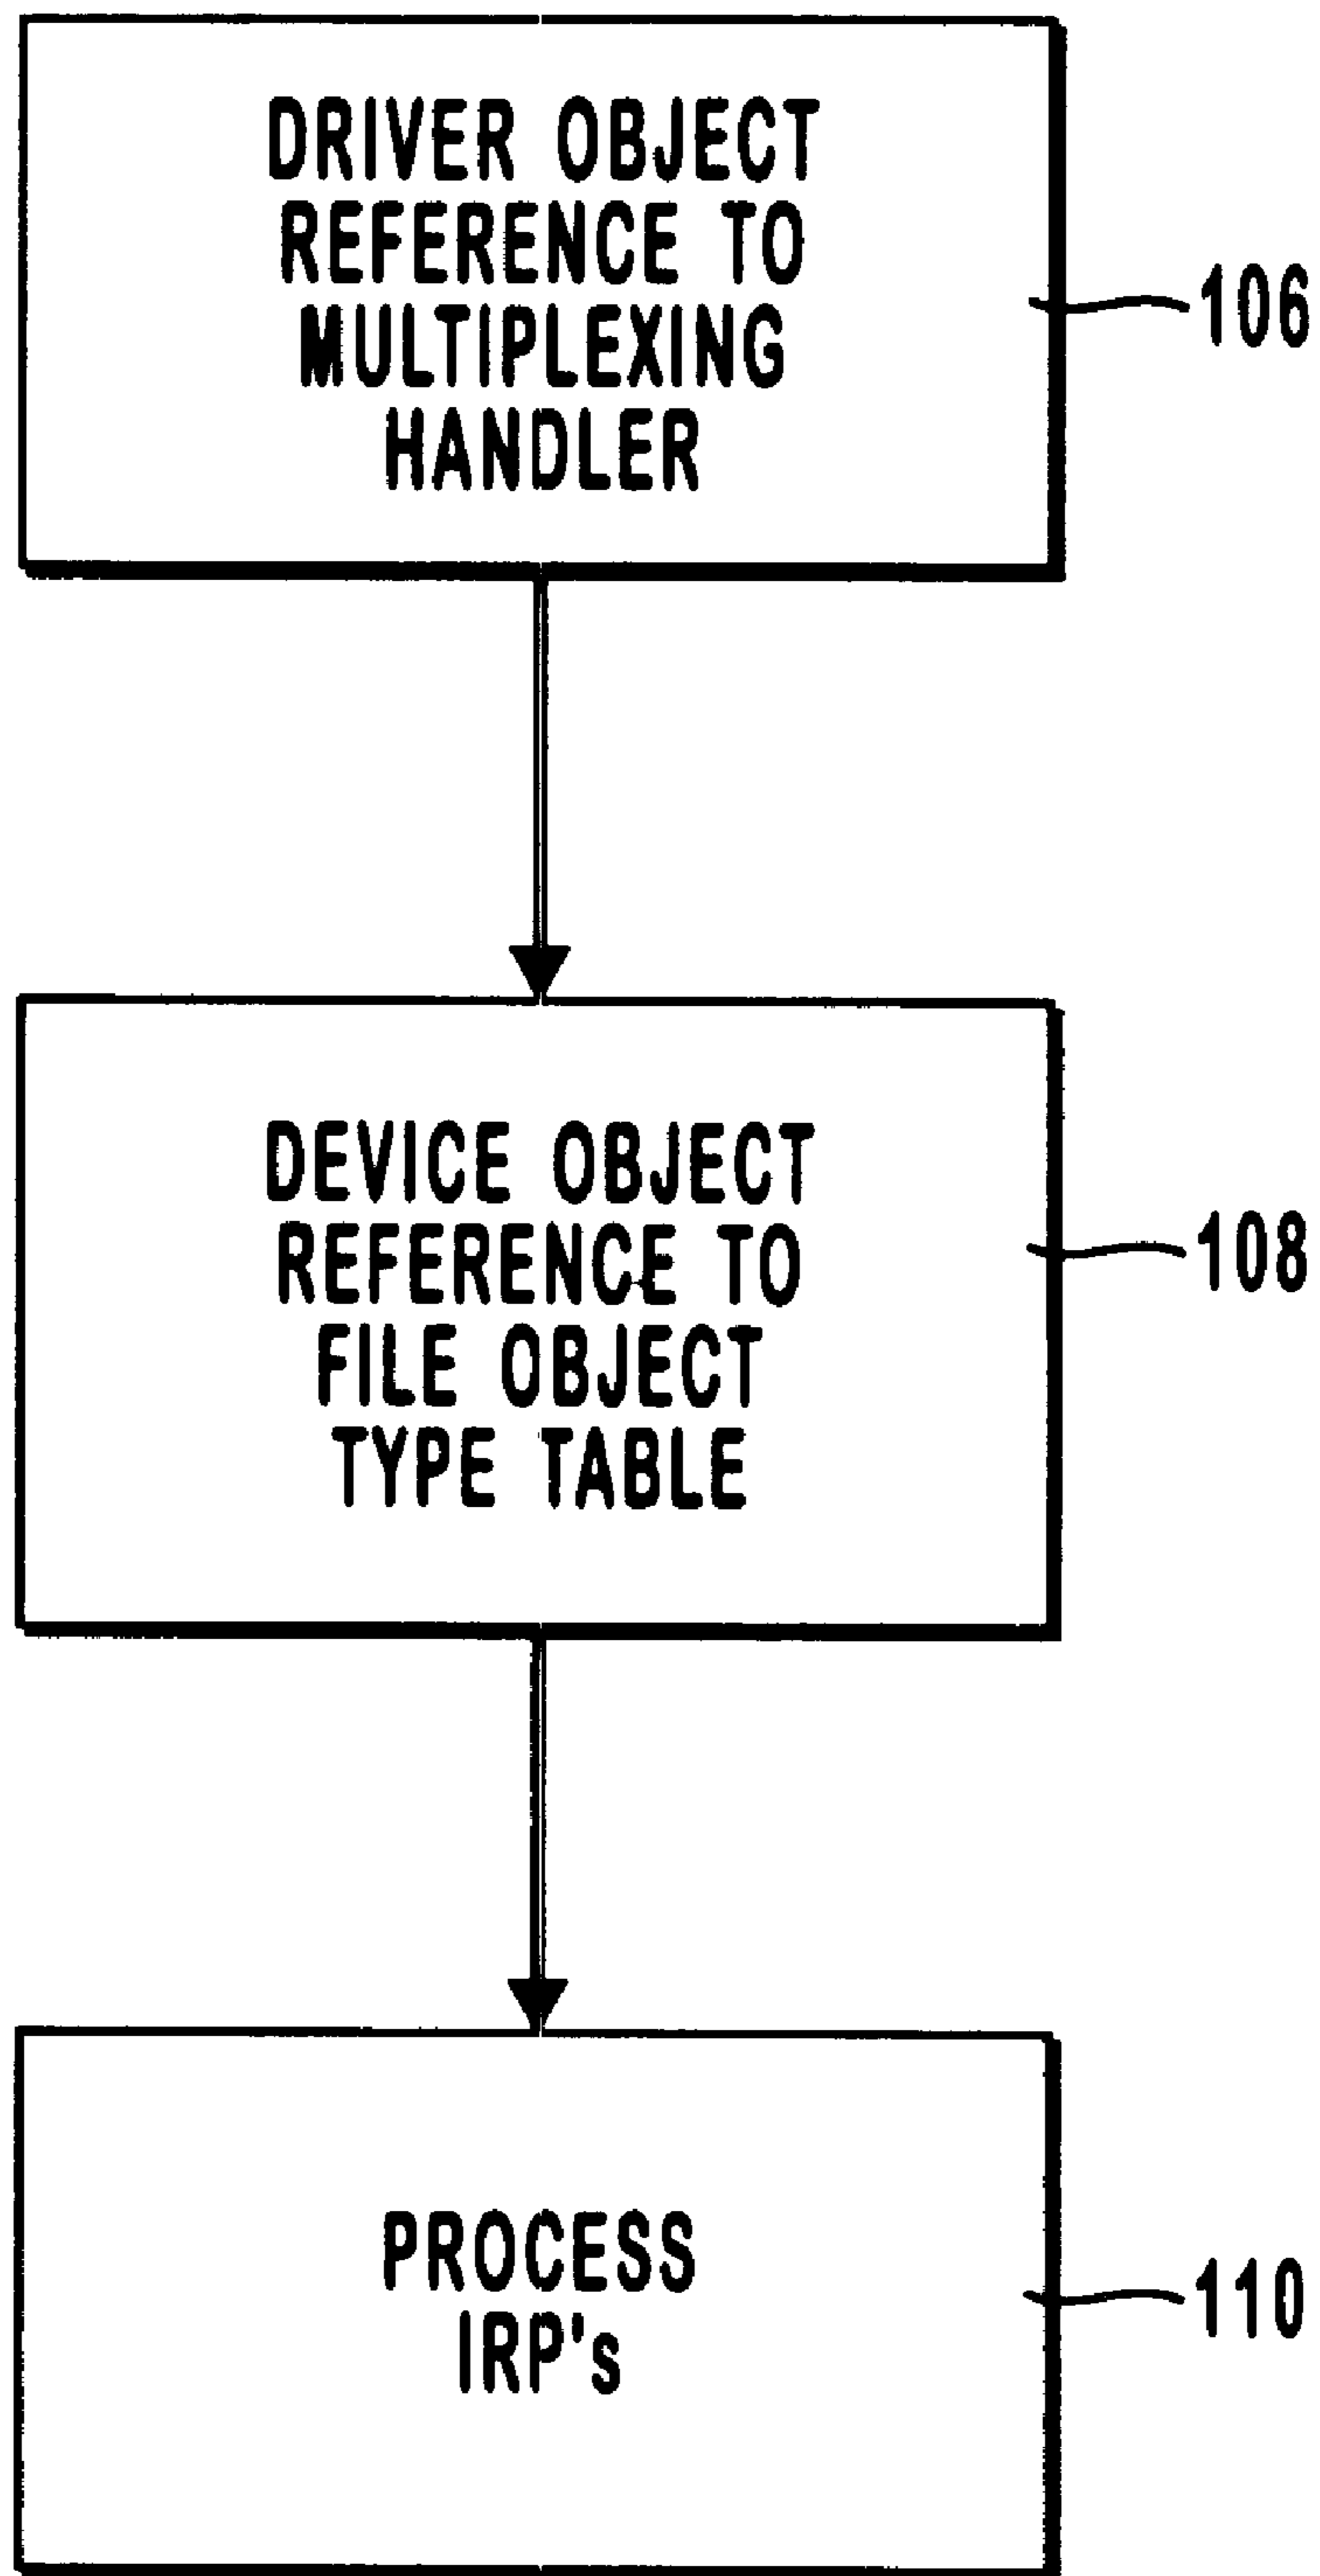 DRIVER OBJECT
REFERENCE TO
MULTIPLEXING
HANDLER
106
DEVICE OBJECT
REFERENCE TO
FILE OBJECT
TYPE TABLE
108
PROCESS
IRP's
110